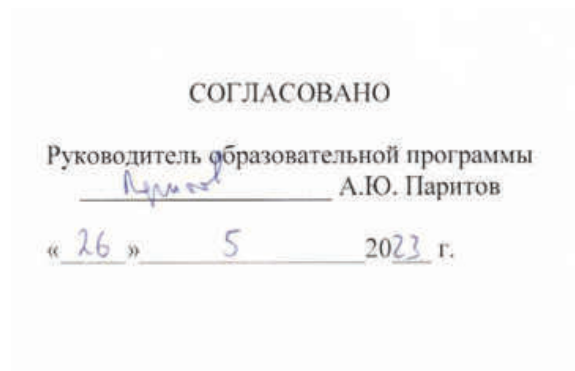 СОГЛАСОВАНО
Руководитель образовательной программы
А.Ю. Паритов
« 26 » 5 2023 г.